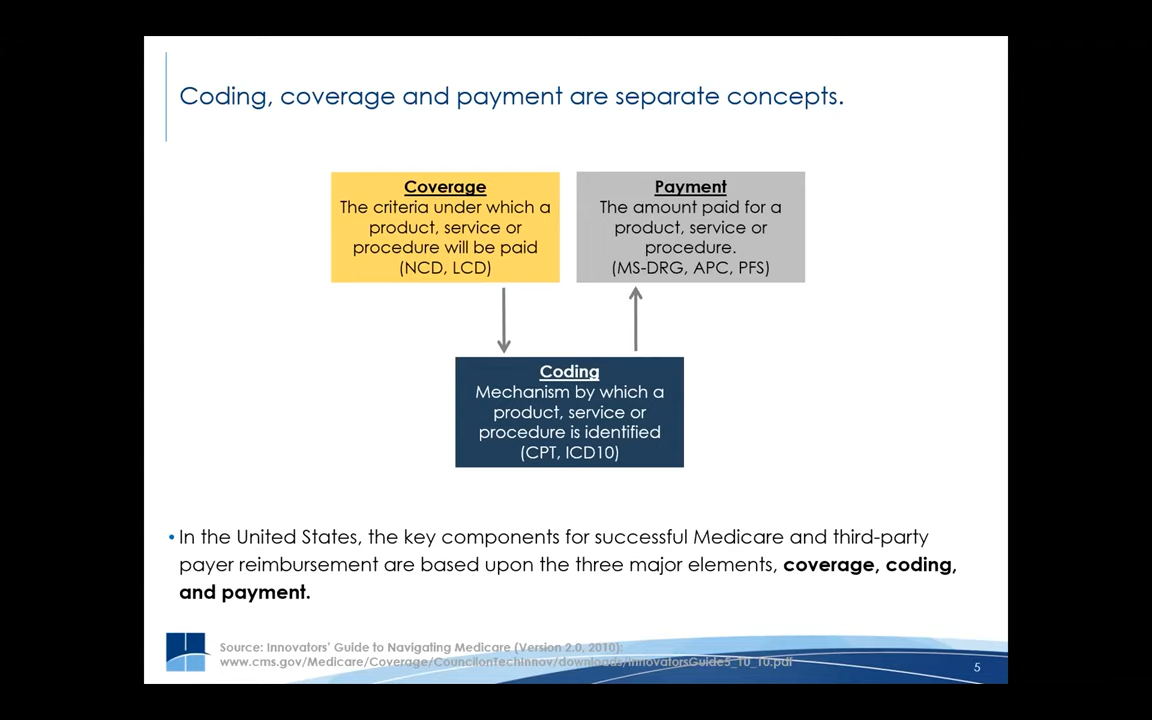 Coding, coverage and payment are separate concepts.
Coverage
The criteria under which a
product, service or
procedure will be paid
(NCD, LCD)
Payment
The amount paid for a
product, service or
procedure.
(MS-DRG, APC, PFS)
Coding
Mechanism by which a
product, service or
procedure is identified
(CPT, ICD10)
• In the United States, the key components for successful Medicare and third-party
payer reimbursement are based upon the three major elements, coverage, coding,
and payment.
Source: Innovators' Guide to Navigating Medicare (Version 2.0, 2010):
www.cms.gov/Medicare/Coverage/CouncilonTechInnov/downloads/InnovatorsGuide5_10_10.pdf
5